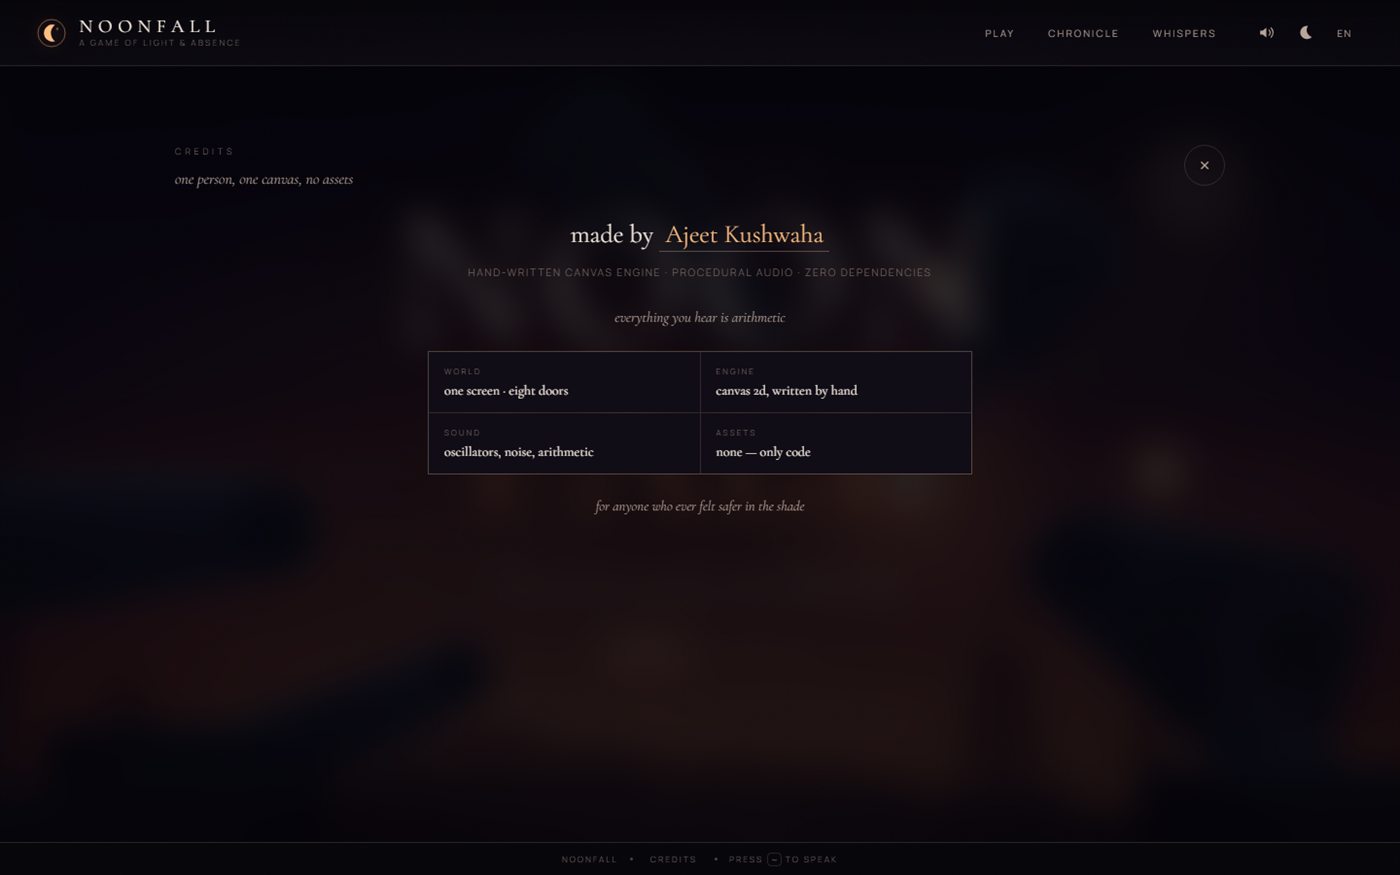 NOONFALL
A GAME OF LIGHT & ABSENCE
PLAY
CHRONICLE
WHISPERS
EN
CREDITS
one person, one canvas, no assets
made by Ajeet Kushwaha
HAND-WRITTEN CANVAS ENGINE · PROCEDURAL AUDIO · ZERO DEPENDENCIES
everything you hear is arithmetic
WORLD
one screen · eight doors
ENGINE
canvas 2d, written by hand
SOUND
oscillators, noise, arithmetic
ASSETS
none — only code
for anyone who ever felt safer in the shade
NOONFALL • CREDITS • PRESS ~ TO SPEAK